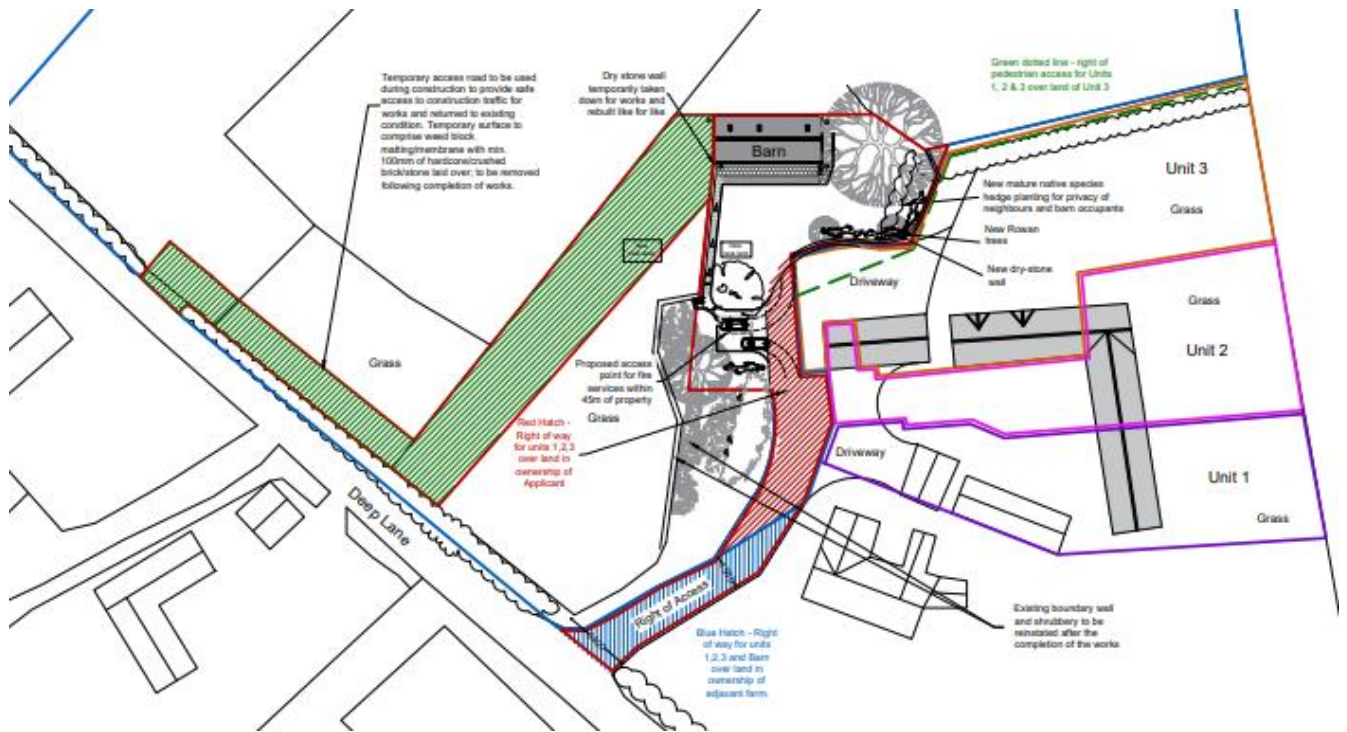 Temporary access road to be used
during construction to provide safe
access to construction traffic for
works and returned to existing
condition. Temporary surface to
comprise weed block
matting/membrane with min.
100mm of hardcore/crushed
brick/stone laid over; to be removed
following completion of works.
Dry stone wall
temporarily taken
down for works and
rebuilt like for like
Green dotted line - right of
pedestrian access for Units
1, 2 & 3 over land of Unit 3
Barn
Unit 3
Grass
New mature native species
hedge planting for privacy of
neighbours and barn occupants
New Rowan
trees
New dry-stone
wall
Driveway
Grass
Unit 2
Grass
Proposed access
point for fire
services within
45m of property
Grass
Red Hatch -
Right of way
for units 1,2,3
over land in
ownership of
Applicant
Driveway
Unit 1
Grass
Deep Lane
Right of Access
Blue Hatch - Right
of way for units
1,2,3 and Barn
over land in
ownership of
adjacant farm.
Existing boundary wall
and shrubbery to be
reinstated after the
completion of the works